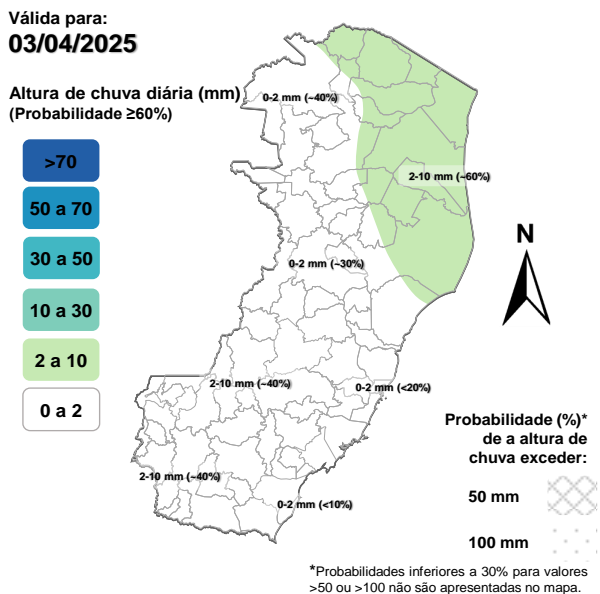 Válida para:
03/04/2025
Altura de chuva diária (mm)
(Probabilidade ≥60%)
>70
50 a 70
30 a 50
10 a 30
2 a 10
0 a 2
0-2 mm (~40%)
2-10 mm (~60%)
0-2 mm (~30%)
2-10 mm (~40%)
0-2 mm (<20%)
2-10 mm (~40%)
0-2 mm (<10%)
N
Probabilidade (%)*
de a altura de
chuva exceder:
50 mm
100 mm
*Probabilidades inferiores a 30% para valores
>50 ou >100 não são apresentadas no mapa.